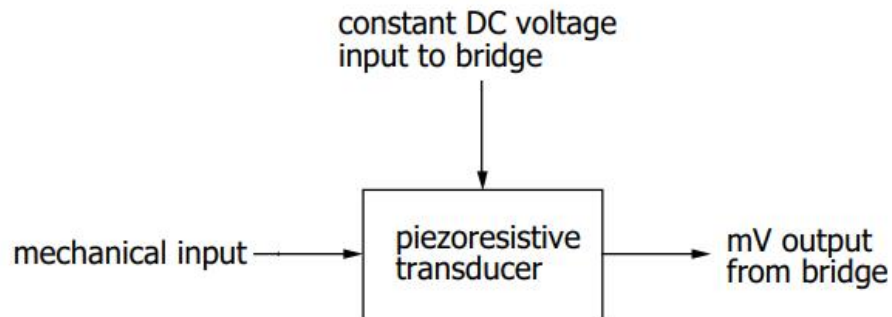 constant DC voltage
input to bridge
mechanical input
piezoresistive
transducer
mV output
from bridge